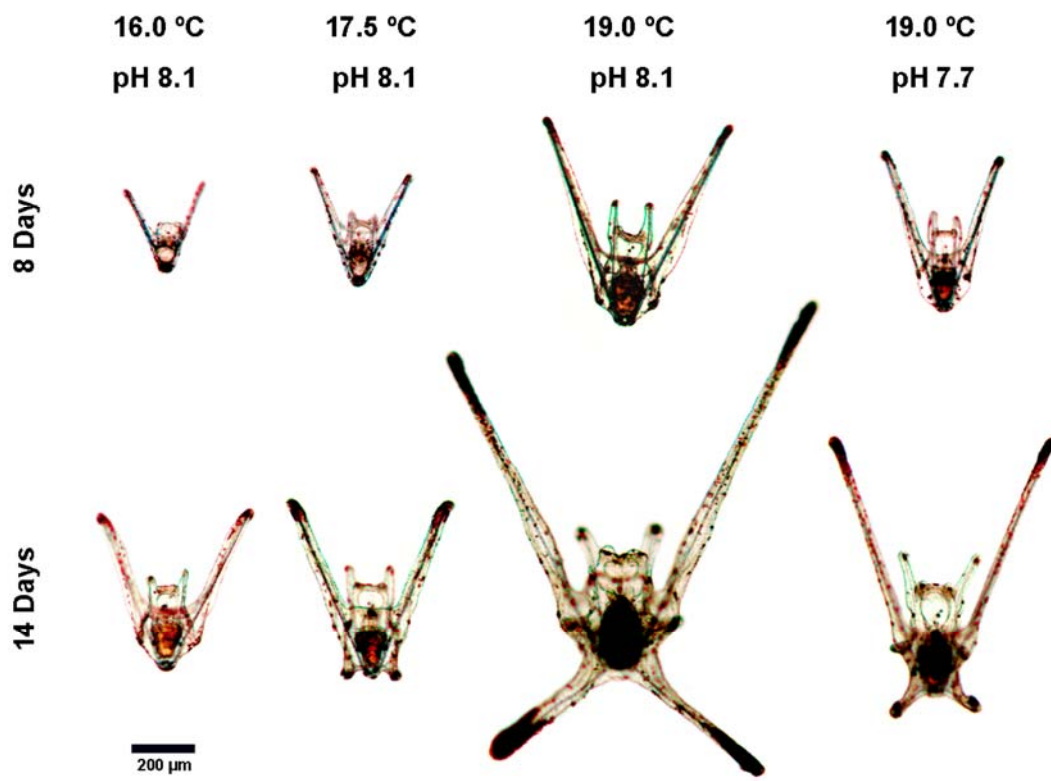 16.0 ºC 17.5 ºC 19.0 ºC 19.0 ºC
pH 8.1 pH 8.1 pH 8.1 pH 7.7
8 Days
14 Days
200 µm